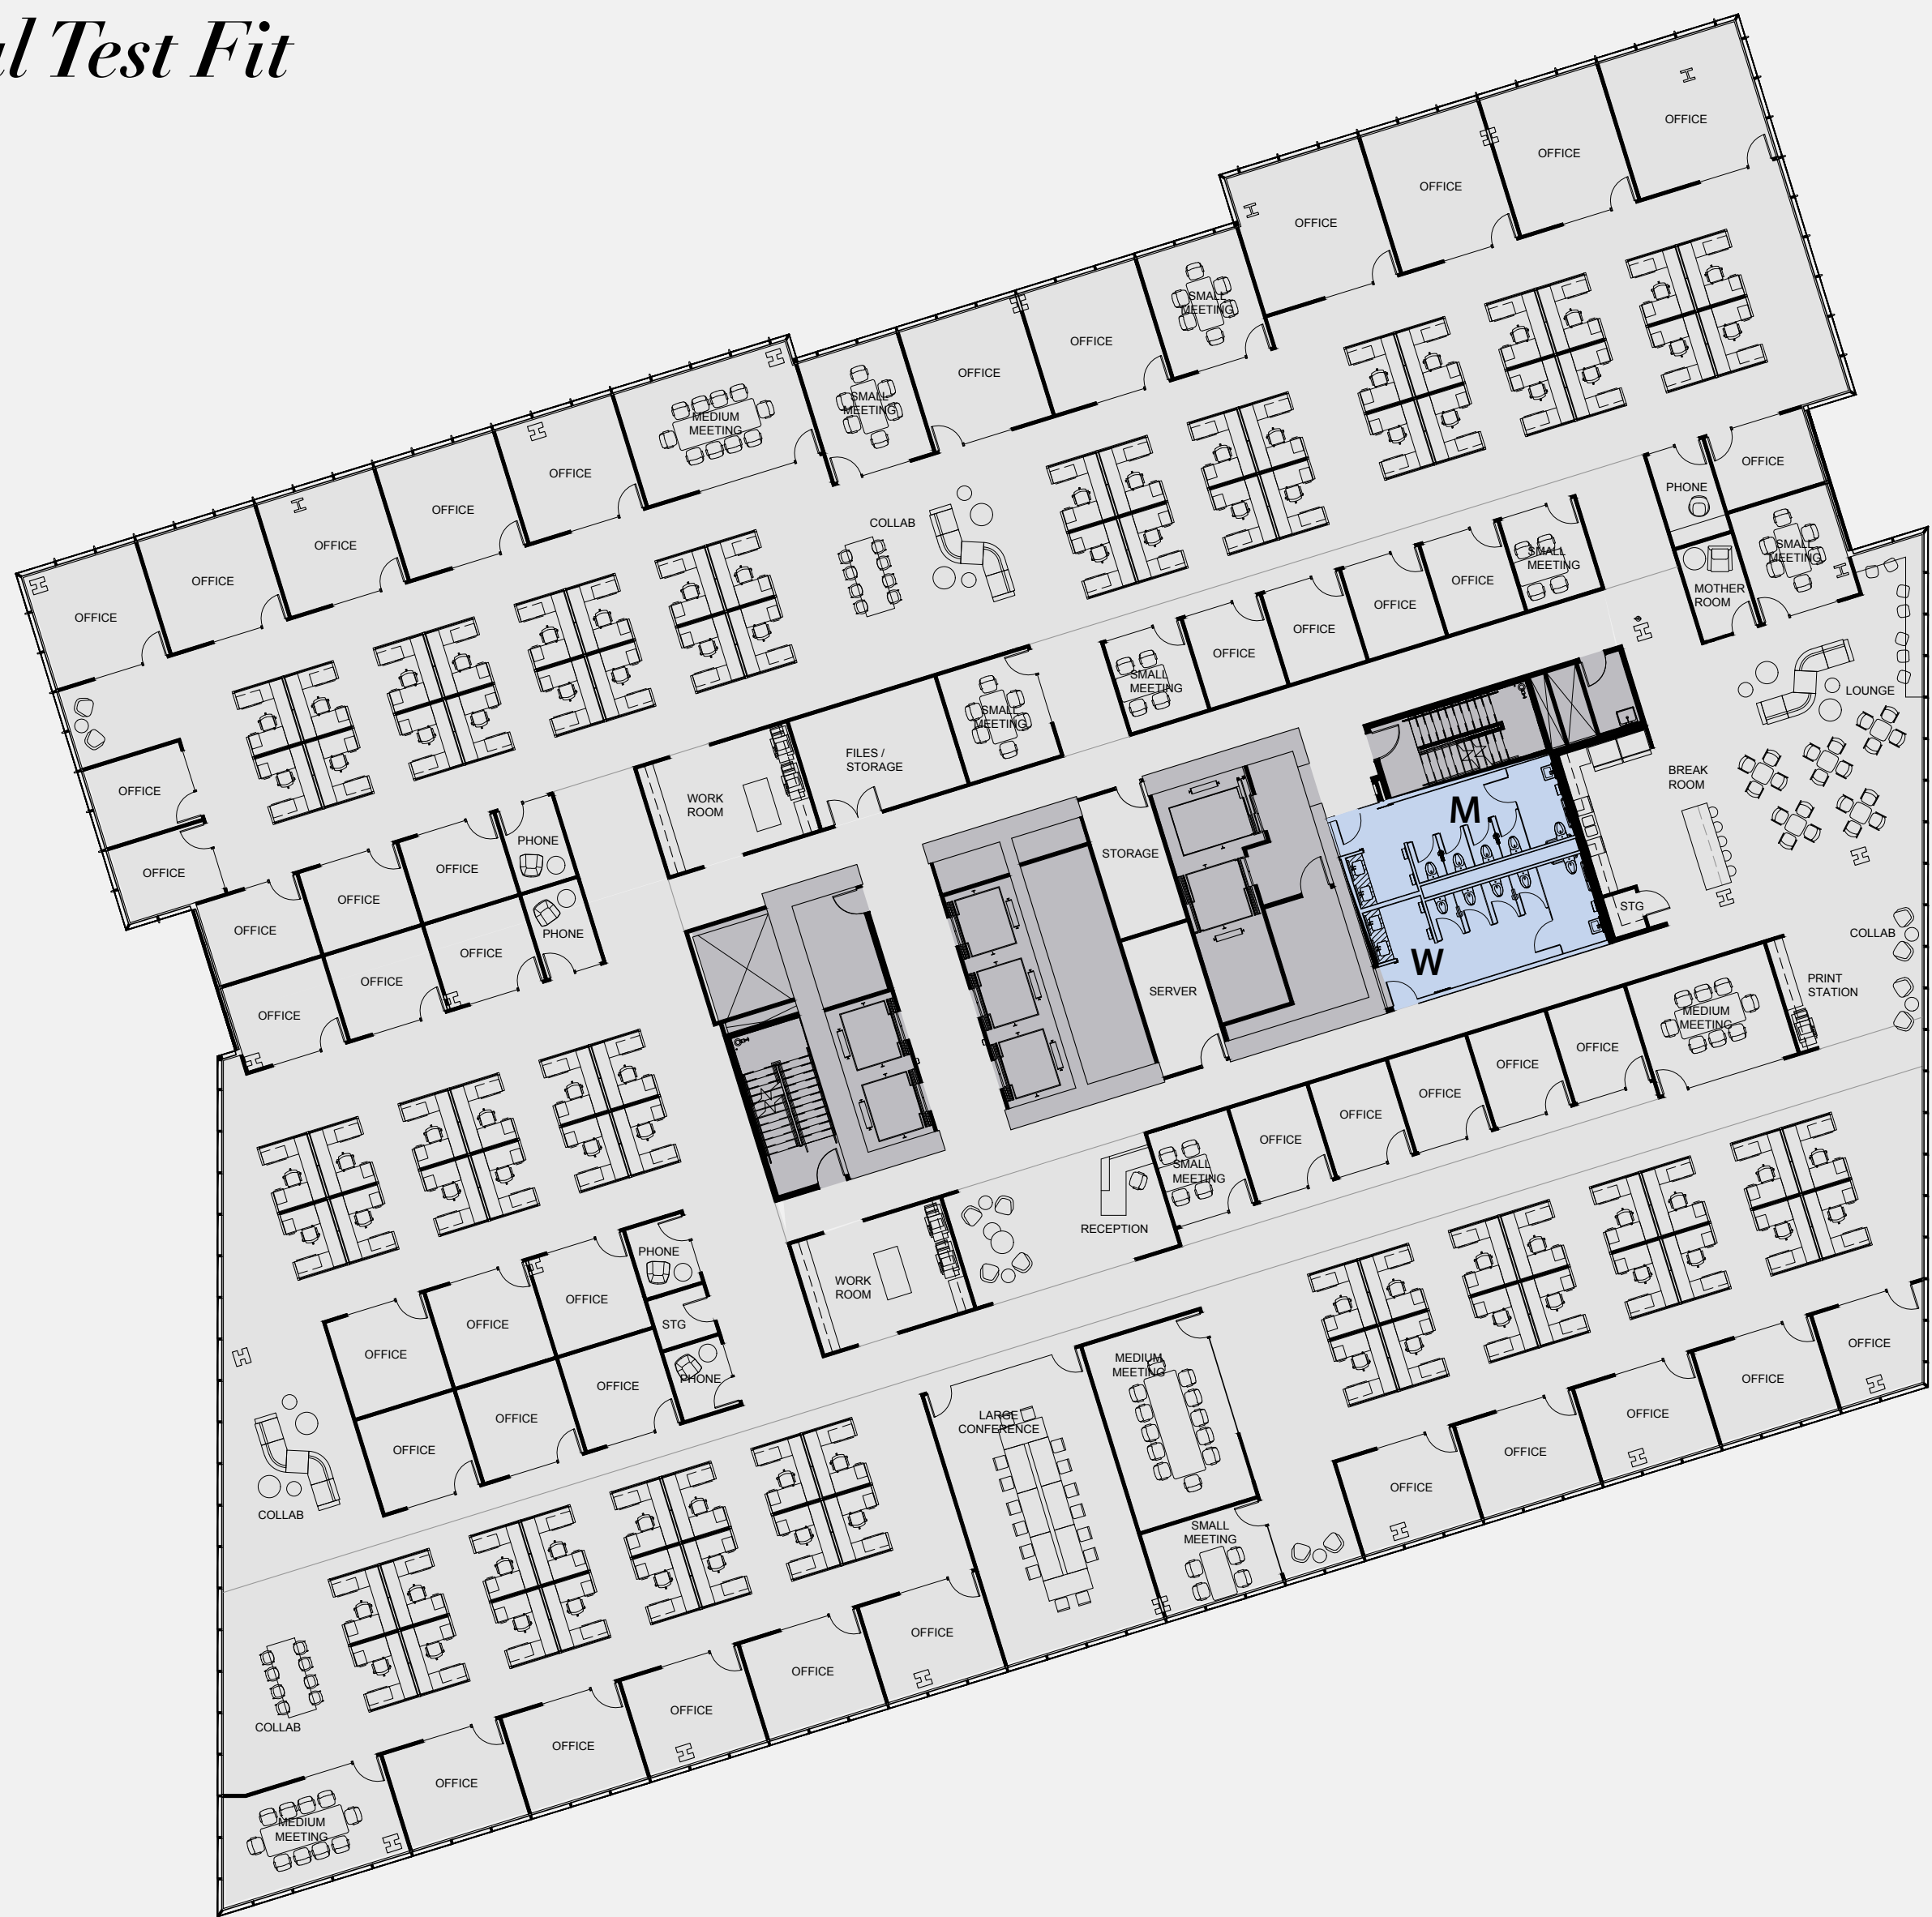 al Test Fit
OFFICE
OFFICE
OFFICE
OFFICE
OFFICE
SMALL
MEETING
OFFICE
OFFICE
SMALL
MEETING
MEDIUM
MEETING
OFFICE
OFFICE
OFFICE
OFFICE
OFFICE
COLLAB
OFFICE
PHONE
SMALL
MEETING
MOTHER
ROOM
SMALL
MEETING
OFFICE
OFFICE
OFFICE
OFFICE
SMALL
MEETING
SMALL
MEETING
FILES /
STORAGE
WORK
ROOM
LOUNGE
BREAK
ROOM
OFFICE
OFFICE
PHONE
OFFICE
OFFICE
OFFICE
PHONE
OFFICE
OFFICE
OFFICE
M
W
STORAGE
SERVER
STG
COLLAB
PRINT
STATION
MEDIUM
MEETING
OFFICE
OFFICE
OFFICE
OFFICE
OFFICE
SMALL
MEETING
RECEPTION
WORK
ROOM
PHONE
STG
PHONE
OFFICE
OFFICE
OFFICE
OFFICE
OFFICE
OFFICE
COLLAB
LARGE
CONFERENCE
MEDIUM
MEETING
SMALL
MEETING
OFFICE
OFFICE
OFFICE
OFFICE
OFFICE
OFFICE
OFFICE
OFFICE
OFFICE
OFFICE
COLLAB
MEDIUM
MEETING